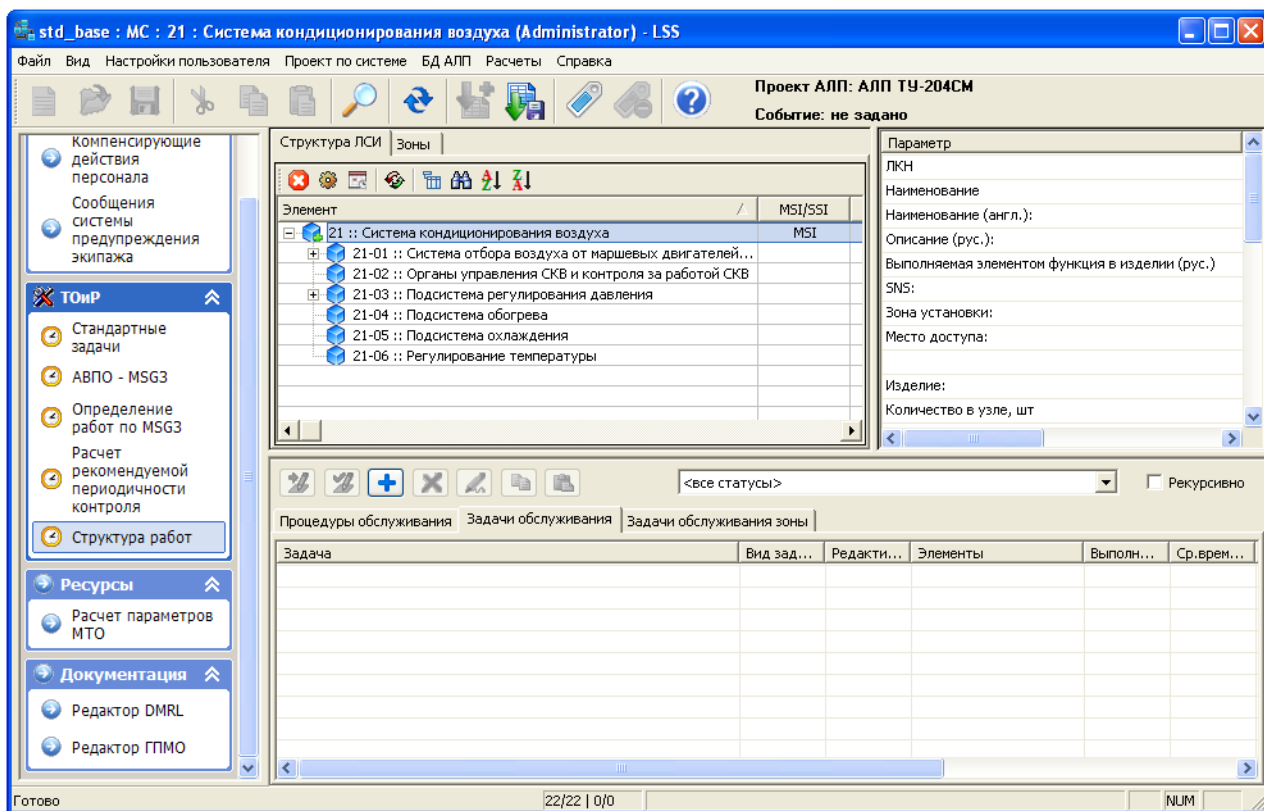 std_base : МС : 21 : Система кондиционирования воздуха (Administrator) - LSS
Файл Вид Настройки пользователя Проект по системе БД АЛП Расчеты Справка
Проект АЛП: АЛП ТУ-204СМ
Событие: не задано
Компенсирующие
действия
персонала
Сообщения
системы
предупреждения
экипажа
ТОиР
Стандартные
задачи
АВПО - MSG3
Определение
работ по MSG3
Расчет
рекомендуемой
периодичности
контроля
Структура работ
Ресурсы
Расчет параметров
МТО
Документация
Редактор DMRL
Редактор ГПМО
Структура ЛСИ Зоны
Элемент MSI/SSI
21 :: Система кондиционирования воздуха MSI
21-01 :: Система отбора воздуха от маршевых двигателей...
21-02 :: Органы управления СКВ и контроля за работой СКВ
21-03 :: Подсистема регулирования давления
21-04 :: Подсистема обогрева
21-05 :: Подсистема охлаждения
21-06 :: Регулирование температуры
Параметр
ЛКН
Наименование
Наименование (англ.):
Описание (рус.):
Выполняемая элементом функция в изделии (рус.)
SNS:
Зона установки:
Место доступа:
Изделие:
Количество в узле, шт
<все статусы> Рекурсивно
Процедуры обслуживания Задачи обслуживания Задачи обслуживания зоны
Задача Вид зад... Редакти... Элементы Выполн... Ср.врем...
Готово 22/22 | 0/0 NUM